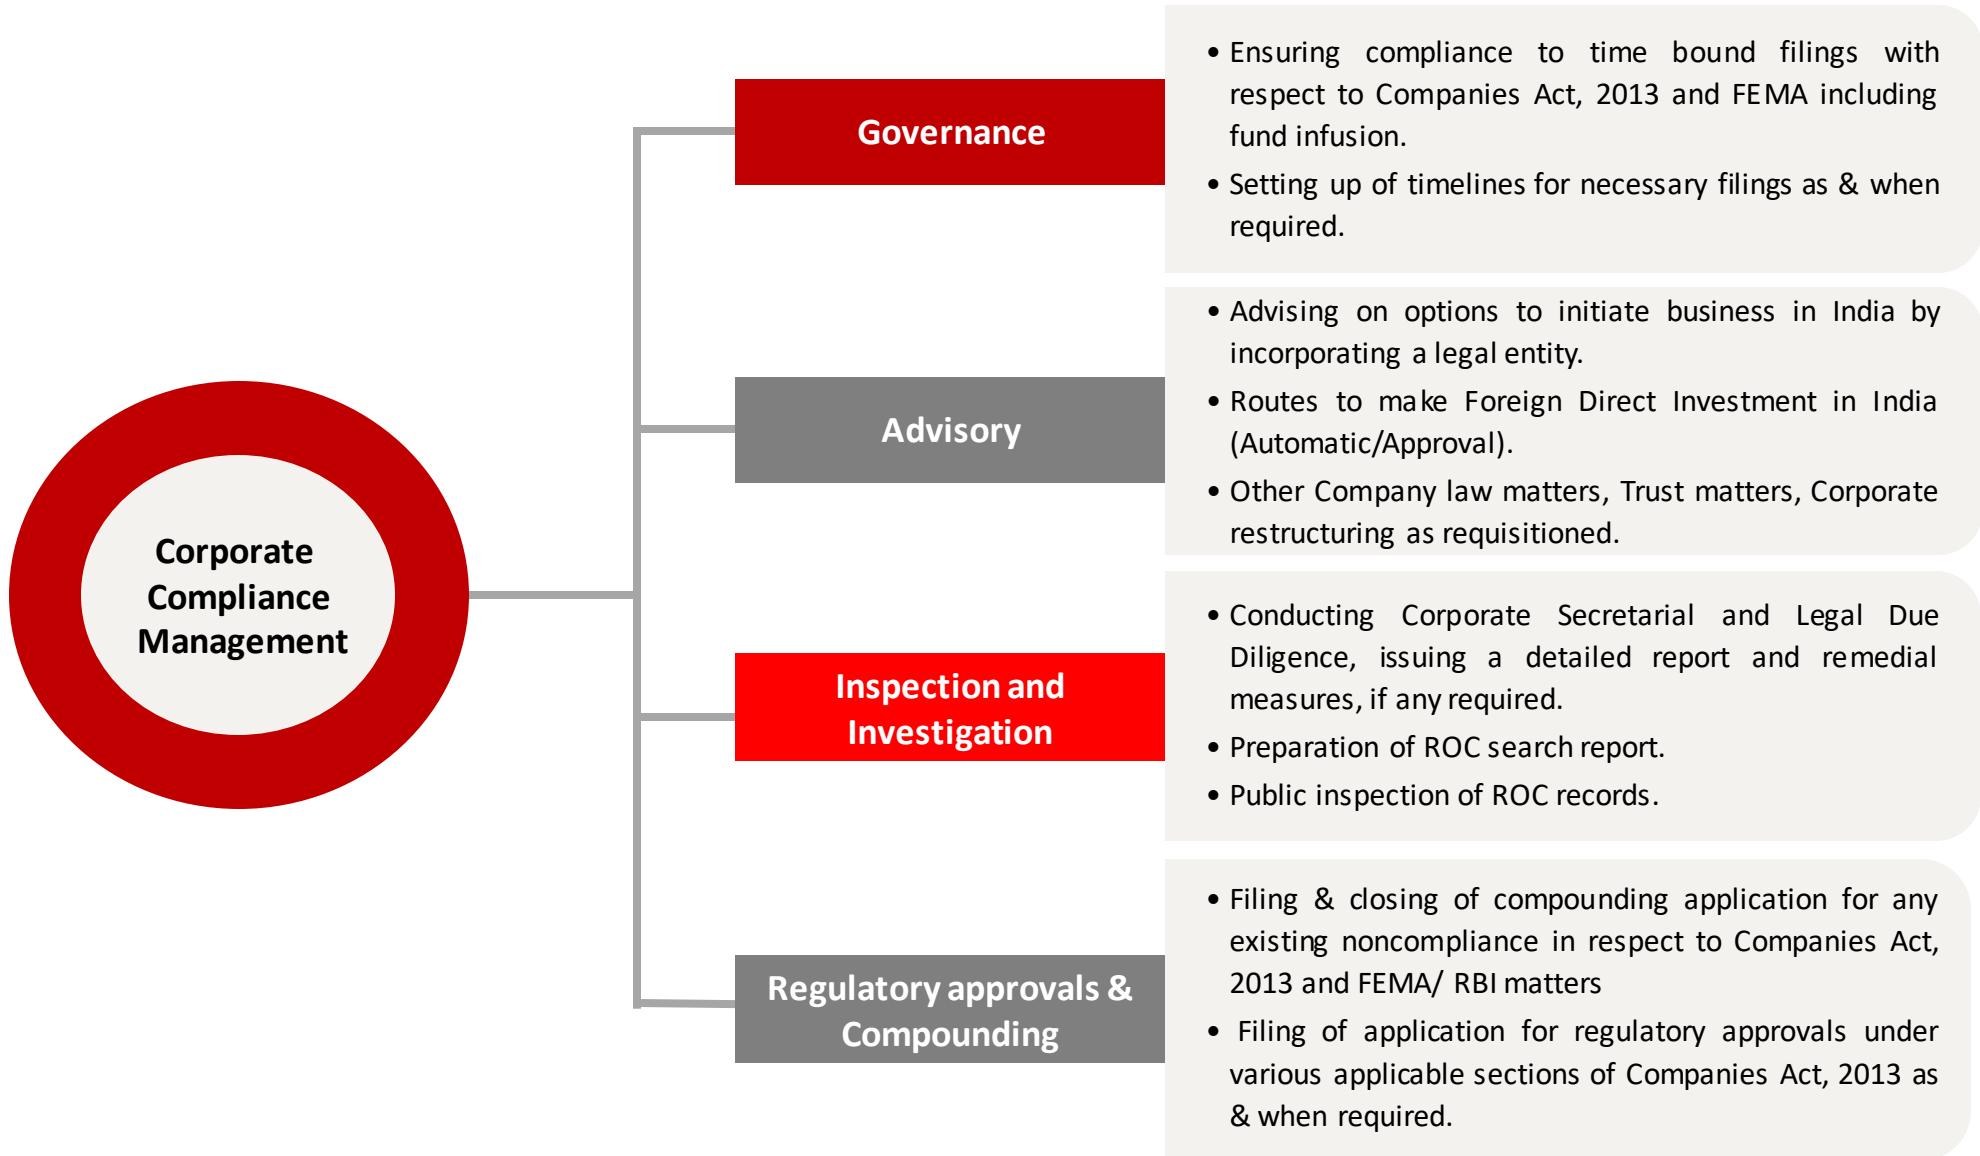 Corporate
Compliance
Management
Governance
• Ensuring compliance to time bound filings with
respect to Companies Act, 2013 and FEMA including
fund infusion.
• Setting up of timelines for necessary filings as & when
required.
Advisory
• Advising on options to initiate business in India by
incorporating a legal entity.
• Routes to make Foreign Direct Investment in India
(Automatic/Approval).
• Other Company law matters, Trust matters, Corporate
restructuring as requisitioned.
Inspection and
Investigation
• Conducting Corporate Secretarial and Legal Due
Diligence, issuing a detailed report and remedial
measures, if any required.
• Preparation of ROC search report.
• Public inspection of ROC records.
Regulatory approvals &
Compounding
• Filing & closing of compounding application for any
existing noncompliance in respect to Companies Act,
2013 and FEMA/ RBI matters
• Filing of application for regulatory approvals under
various applicable sections of Companies Act, 2013 as
& when required.